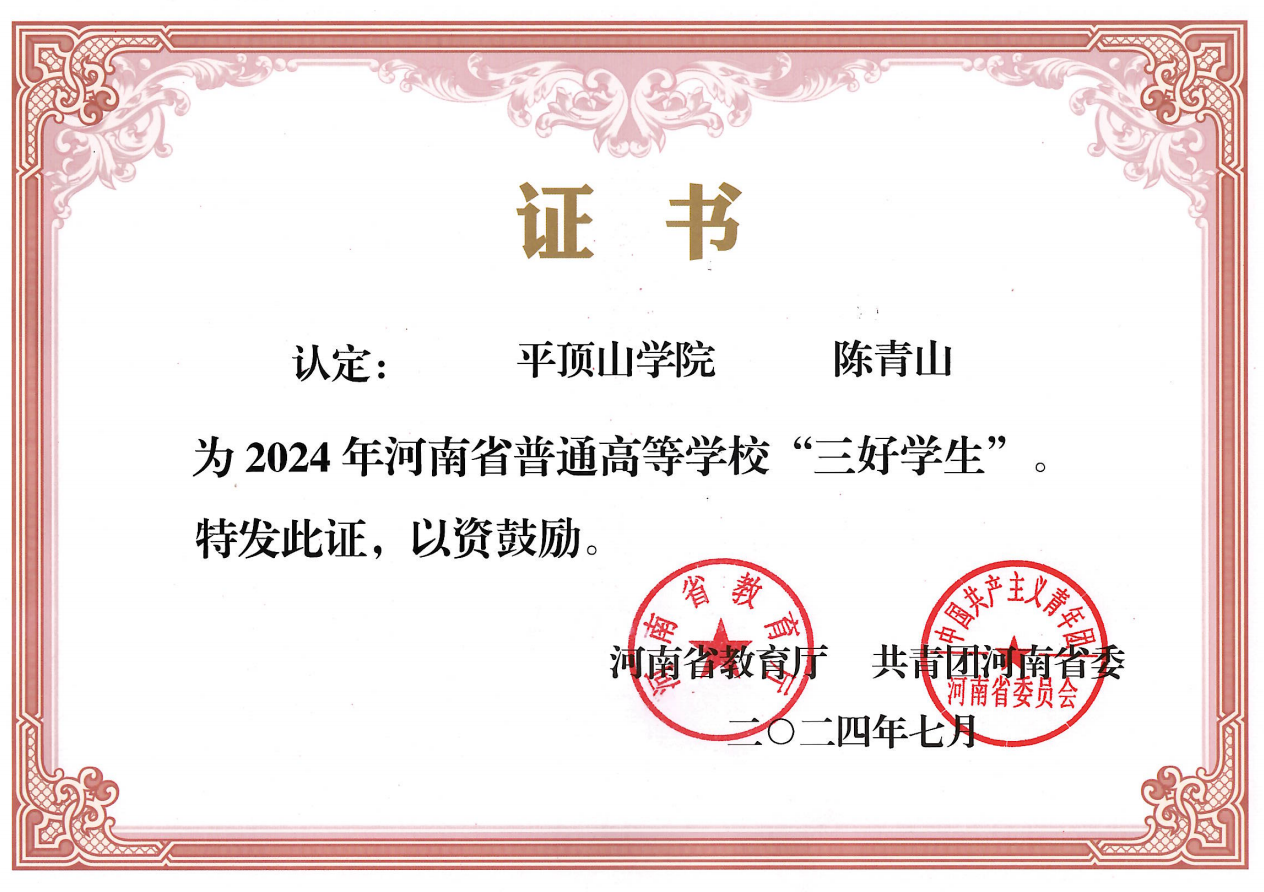 证 书
认定： 平顶山学院 陈青山
为 2024 年河南省普通高等学校“三好学生”。
特发此证，以资鼓励。
河南省教育厅 共青团河南省委
二〇二四年七月
河南省教育厅
中国共产主义青年团
河南省委员会